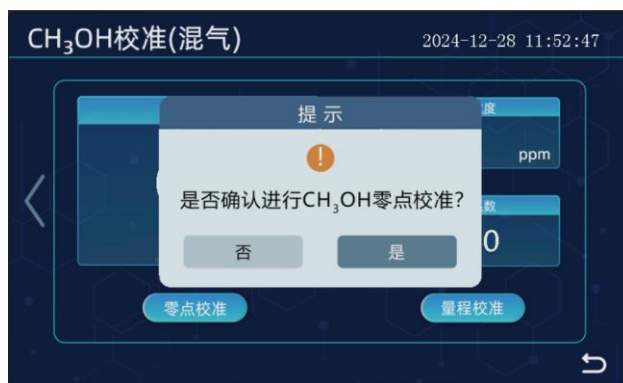 CH₃OH校准(混气)
2024-12-28 11:52:47
提示
!
是否确认进行CH₃OH零点校准?
否
是
度
ppm
数
0
零点校准
量程校准